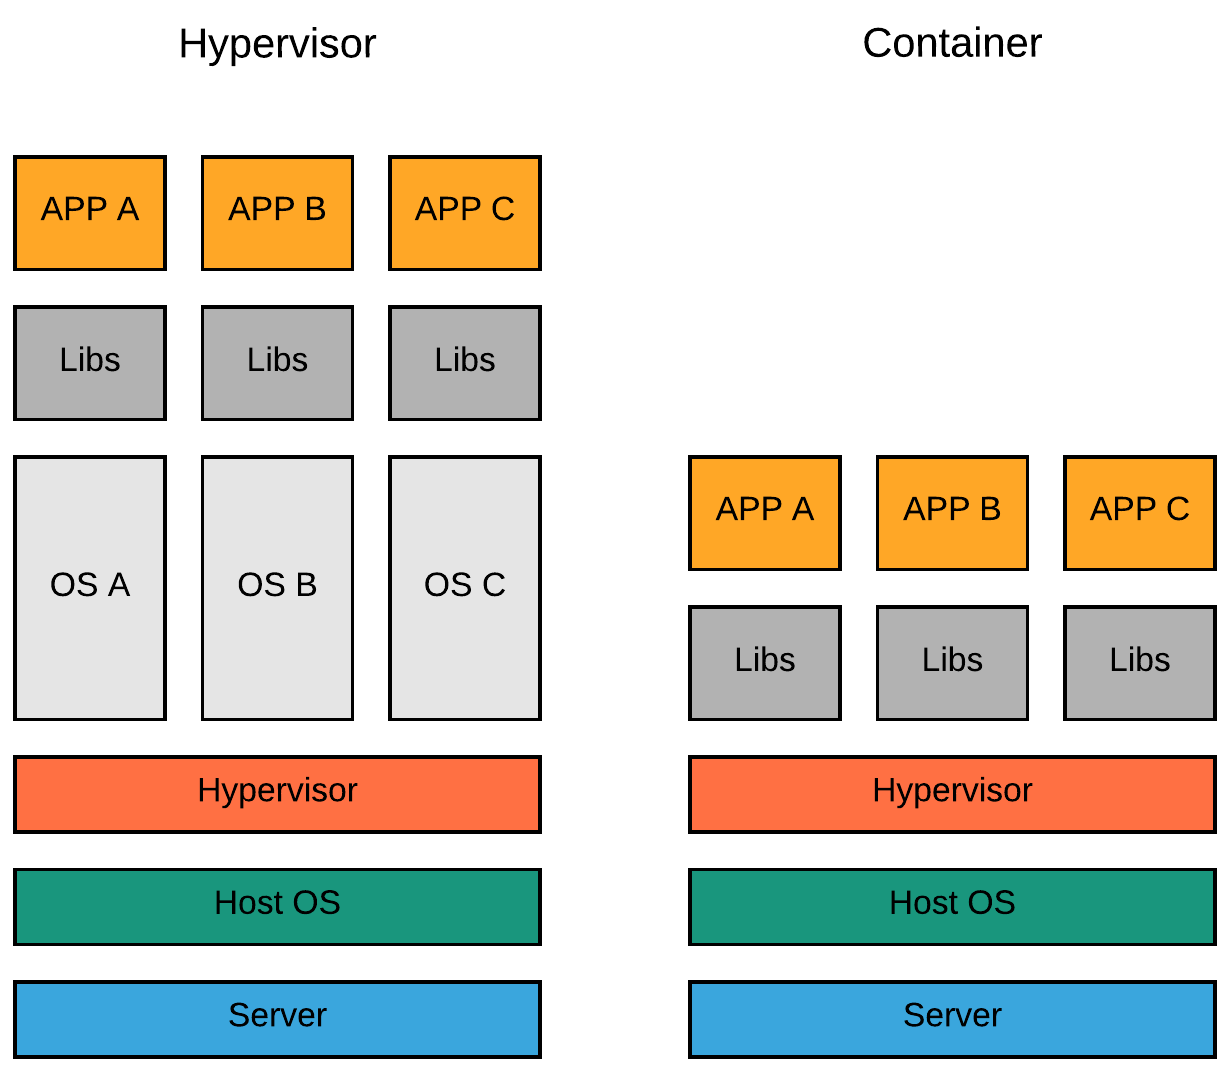 Hypervisor
Container
APP A
APP B
APP C
Libs
Libs
Libs
OS A
OS B
OS C
Hypervisor
Host OS
Server
APP A
APP B
APP C
Libs
Libs
Libs
Hypervisor
Host OS
Server